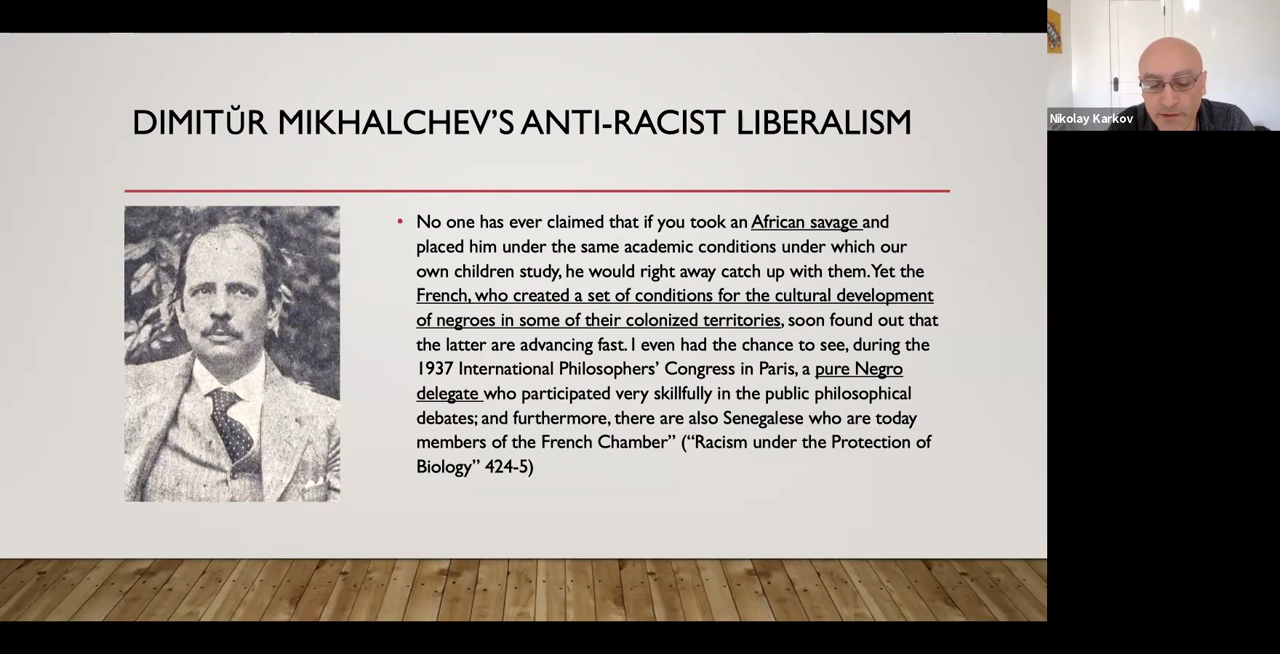 DIMITŬR MIKHALCHEV'S ANTI-RACIST LIBERALISM
• No one has ever claimed that if you took an African savage and
placed him under the same academic conditions under which our
own children study, he would right away catch up with them. Yet the
French, who created a set of conditions for the cultural development
of negroes in some of their colonized territories, soon found out that
the latter are advancing fast. I even had the chance to see, during the
1937 International Philosophers' Congress in Paris, a pure Negro
delegate who participated very skillfully in the public philosophical
debates; and furthermore, there are also Senegalese who are today
members of the French Chamber” (“Racism under the Protection of
Biology” 424-5)
Nikolay Karkov